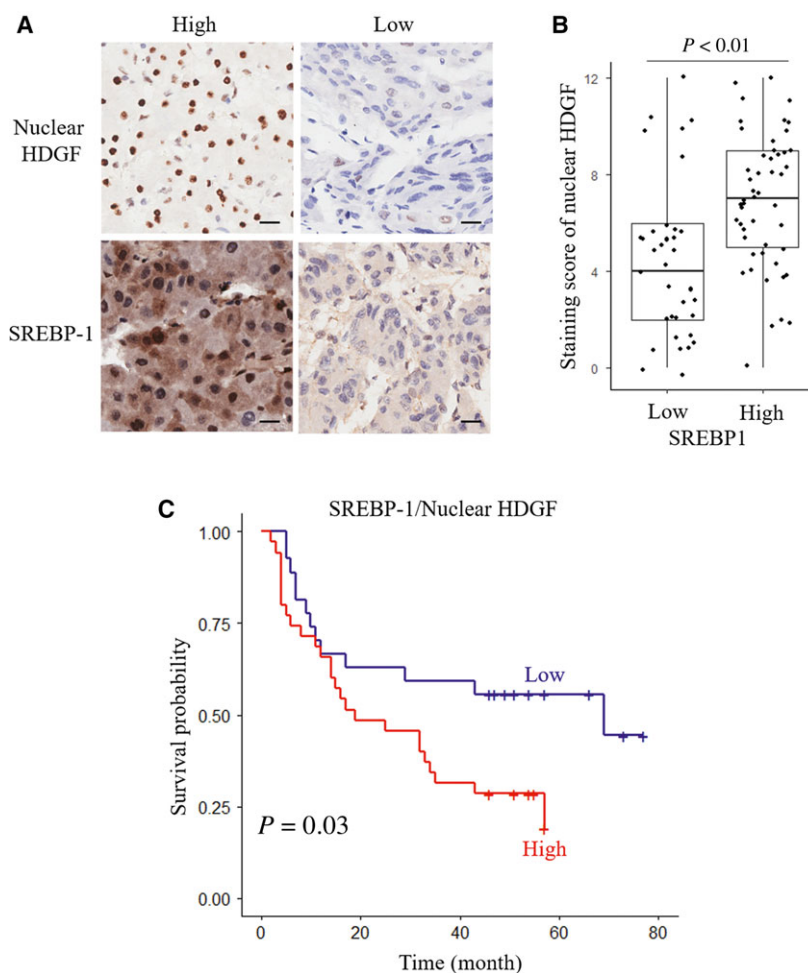 A
High
Low
Nuclear
HDGF
SREBP-1
B
P < 0.01
Staining score of nuclear HDGF
12
8
4
0
Low
High
SREBP1
C
SREBP-1/Nuclear HDGF
Survival probability
1.00
0.75
0.50
0.25
0.00
Low
High
P = 0.03
0
20
40
60
80
Time (month)